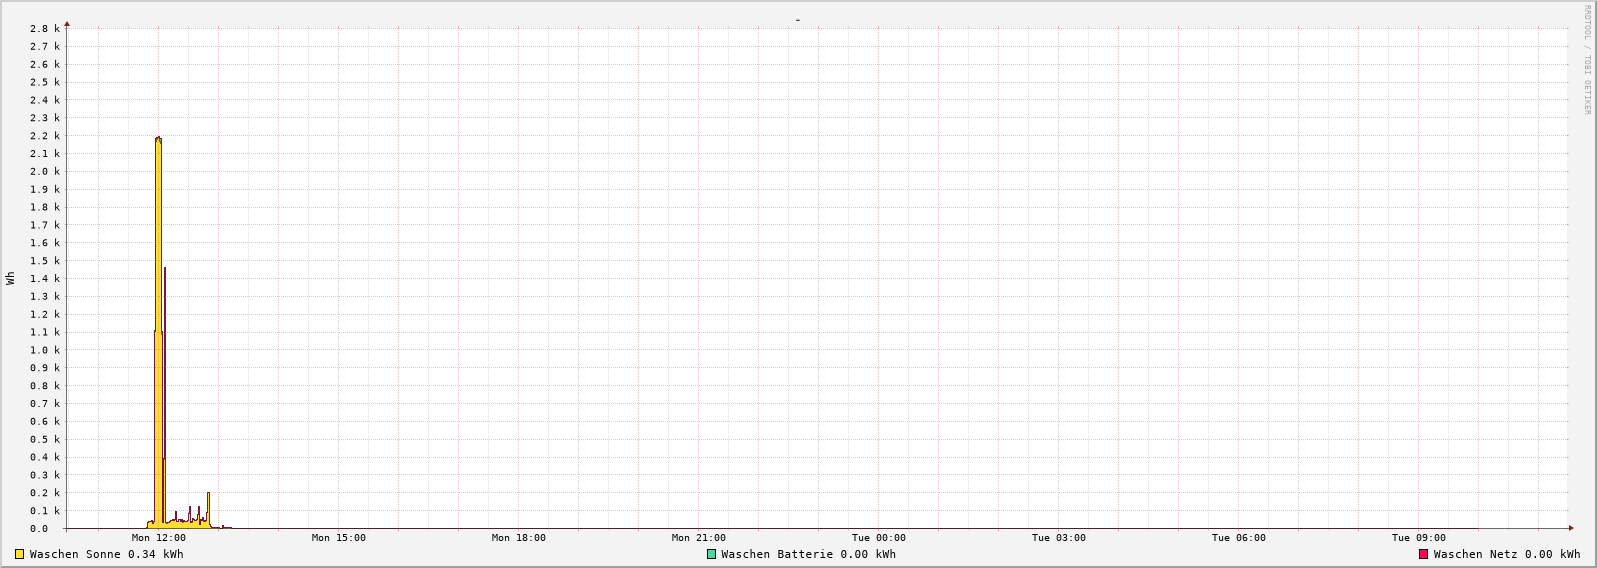 -
RRDTOOL / TOBI OETIKER
2.8 k
2.7 k
2.6 k
2.5 k
2.4 k
2.3 k
2.2 k
2.1 k
2.0 k
1.9 k
1.8 k
1.7 k
1.6 k
1.5 k
1.4 k
1.3 k
1.2 k
1.1 k
1.0 k
0.9 k
0.8 k
0.7 k
0.6 k
0.5 k
0.4 k
0.3 k
0.2 k
0.1 k
0.0
Wh
Mon 12:00 Mon 15:00 Mon 18:00 Mon 21:00 Tue 00:00 Tue 03:00 Tue 06:00 Tue 09:00
Waschen Sonne 0.34 kWh Waschen Batterie 0.00 kWh Waschen Netz 0.00 kWh